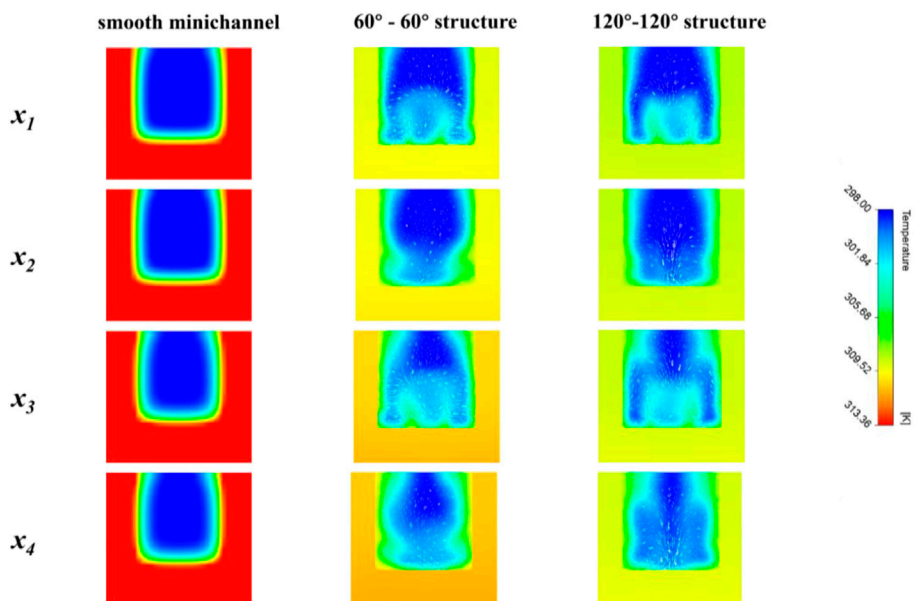 smooth minichannel 60° - 60° structure 120°-120° structure
x1
x2
x3
x4
298.00
301.84
305.68
309.52
313.36
Temperature
[K]